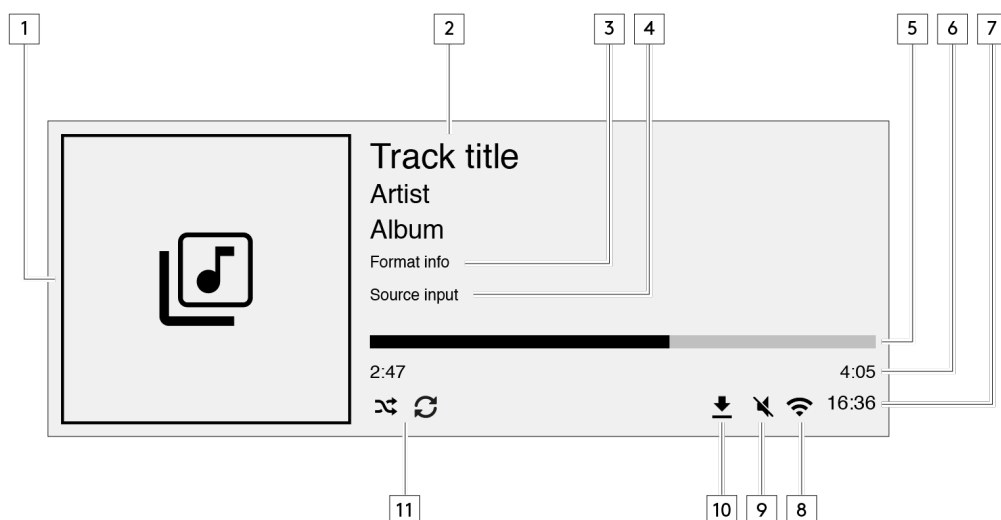 1 2 3 4 5 6 7
Track title
Artist
Album
Format info
Source input
2:47 4:05
16:36
11 10 9 8